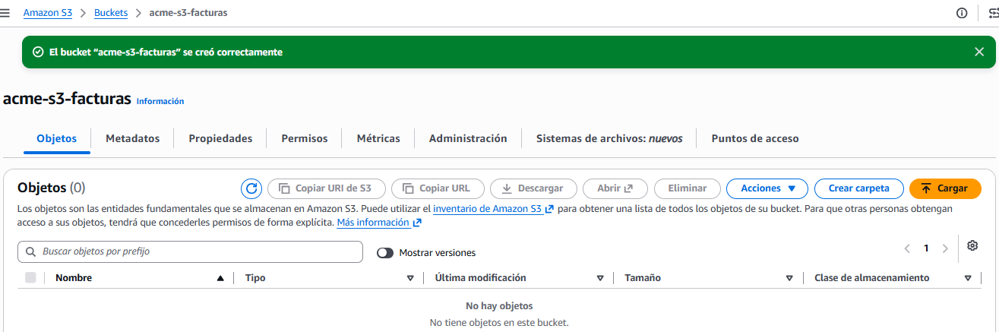 Amazon S3 > Buckets > acme-s3-facturas
El bucket “acme-s3-facturas” se creó correctamente
acme-s3-facturas Información
Objetos Metadatos Propiedades Permisos Métricas Administración Sistemas de archivos: nuevos Puntos de acceso
Objetos (0) Copiar URI de S3 Copiar URL Descargar Abrir Eliminar Acciones Crear carpeta Cargar
Los objetos son las entidades fundamentales que se almacenan en Amazon S3. Puede utilizar el inventario de Amazon S3 para obtener una lista de todos los objetos de su bucket. Para que otras personas obtengan
acceso a sus objetos, tendrá que concederles permisos de forma explícita. Más información
Buscar objetos por prefijo Mostrar versiones 1
Nombre Tipo Última modificación Tamaño Clase de almacenamiento
No hay objetos
No tiene objetos en este bucket.